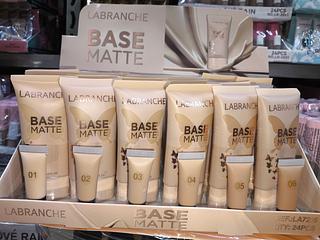 LABRANCHE
BASE
MATTE
24PCS
LABRANCHE
BASE
MATTE
LABRANCHE
BASE
MATTE
LABRANCHE
BASE
MATTE
LABRANCHE
BASE
MATTE
LABRANCHE
BASE
MATTE
LABRANCHE
BASE
MATTE
01
02
03
04
05
06
LABRANCHE
BASE
MATTE
QTY: 24PCS